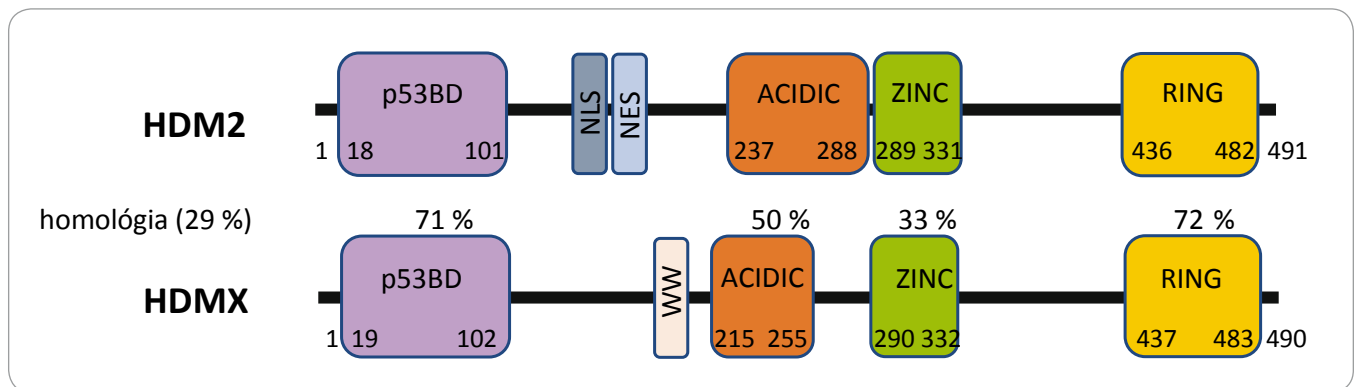 p53BD NLS NES ACIDIC ZINC RING
HDM2
1 18 101 237 288 289 331 436 482 491
homológia (29 %) 71 % 50 % 33 % 72 %
p53BD WW ACIDIC ZINC RING
HDMX
1 19 102 215 255 290 332 437 483 490